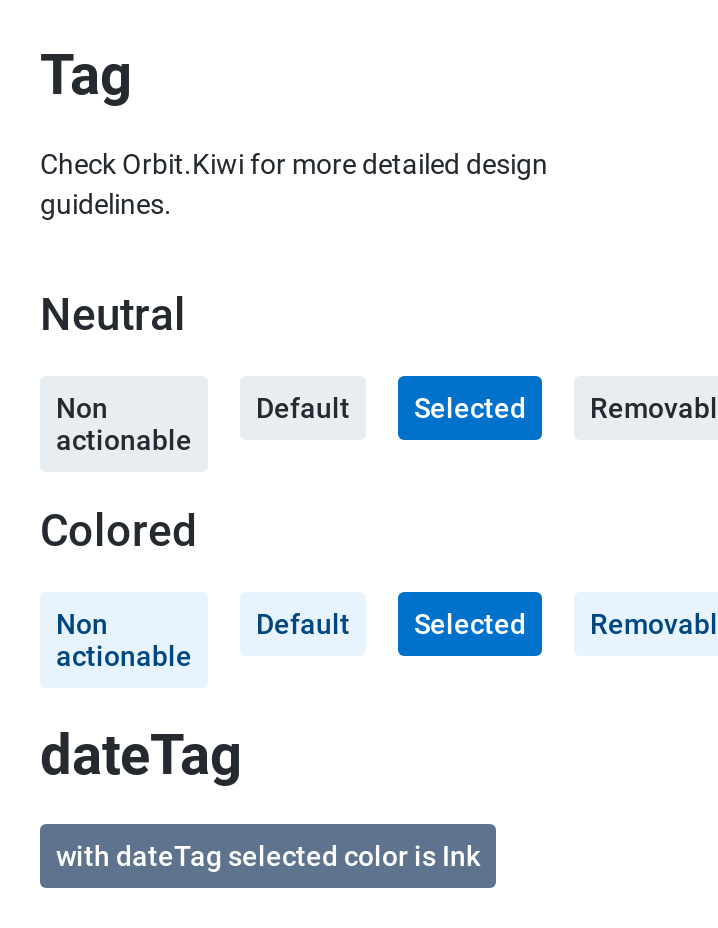 Tag
Check Orbit.Kiwi for more detailed design
guidelines.
Neutral
Non
actionable
Default
Selected
Removabl
Colored
Non
actionable
Default
Selected
Removabl
dateTag
with dateTag selected color is Ink